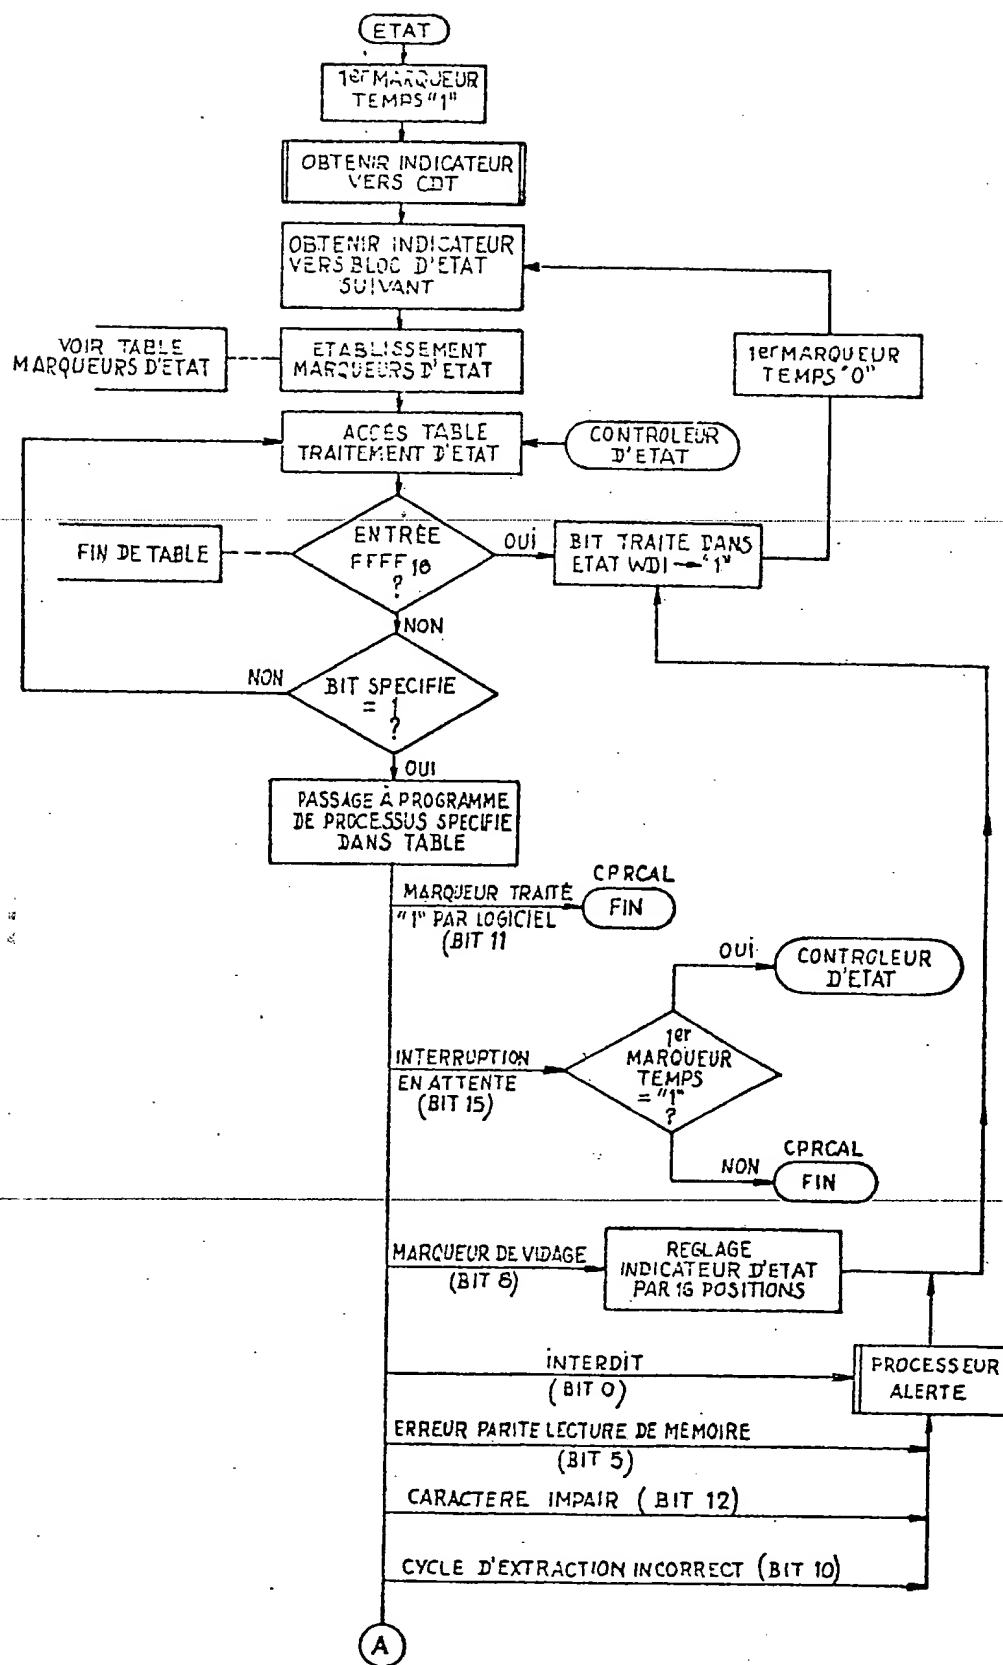 ETAT
1er MARQUEUR
TEMPS "1"
OBTENIR INDICATEUR
VERS CDT
OBTENIR INDICATEUR
VERS BLOC D'ETAT
SUIVANT
VOIR TABLE
MARQUEURS D'ETAT
ETABLISSEMENT
MARQUEURS D'ETAT
1er MARQUEUR
TEMPS "0"
ACCÈS TABLE
TRAITEMENT D'ETAT
CONTROLEUR
D'ETAT
FIN DE TABLE
ENTRÉE
FFFF16
?
OUI
BIT TRAITE DANS
ETAT WDI → "1"
NON
NON
BIT SPECIFIE
= 1
?
OUI
PASSAGE À PROGRAMME
DE PROCESSUS SPECIFIE
DANS TABLE
MARQUEUR TRAITÉ
"1" PAR LOGICIEL
(BIT 11
CPRCAL
FIN
OUI
CONTROLEUR
D'ETAT
INTERRUPTION
EN ATTENTE
(BIT 15)
1er
MARQUEUR
TEMPS
= "1"
?
NON
CPRCAL
FIN
MARQUEUR DE VIDAGE
(BIT 8)
REGLAGE
INDICATEUR D'ETAT
PAR 16 POSITIONS
INTERDIT
(BIT 0)
PROCESSEUR
ALERTE
ERREUR PARITE LECTURE DE MEMOIRE
(BIT 5)
CARACTERE IMPAIR (BIT 12)
CYCLE D'EXTRACTION INCORRECT (BIT 10)
A